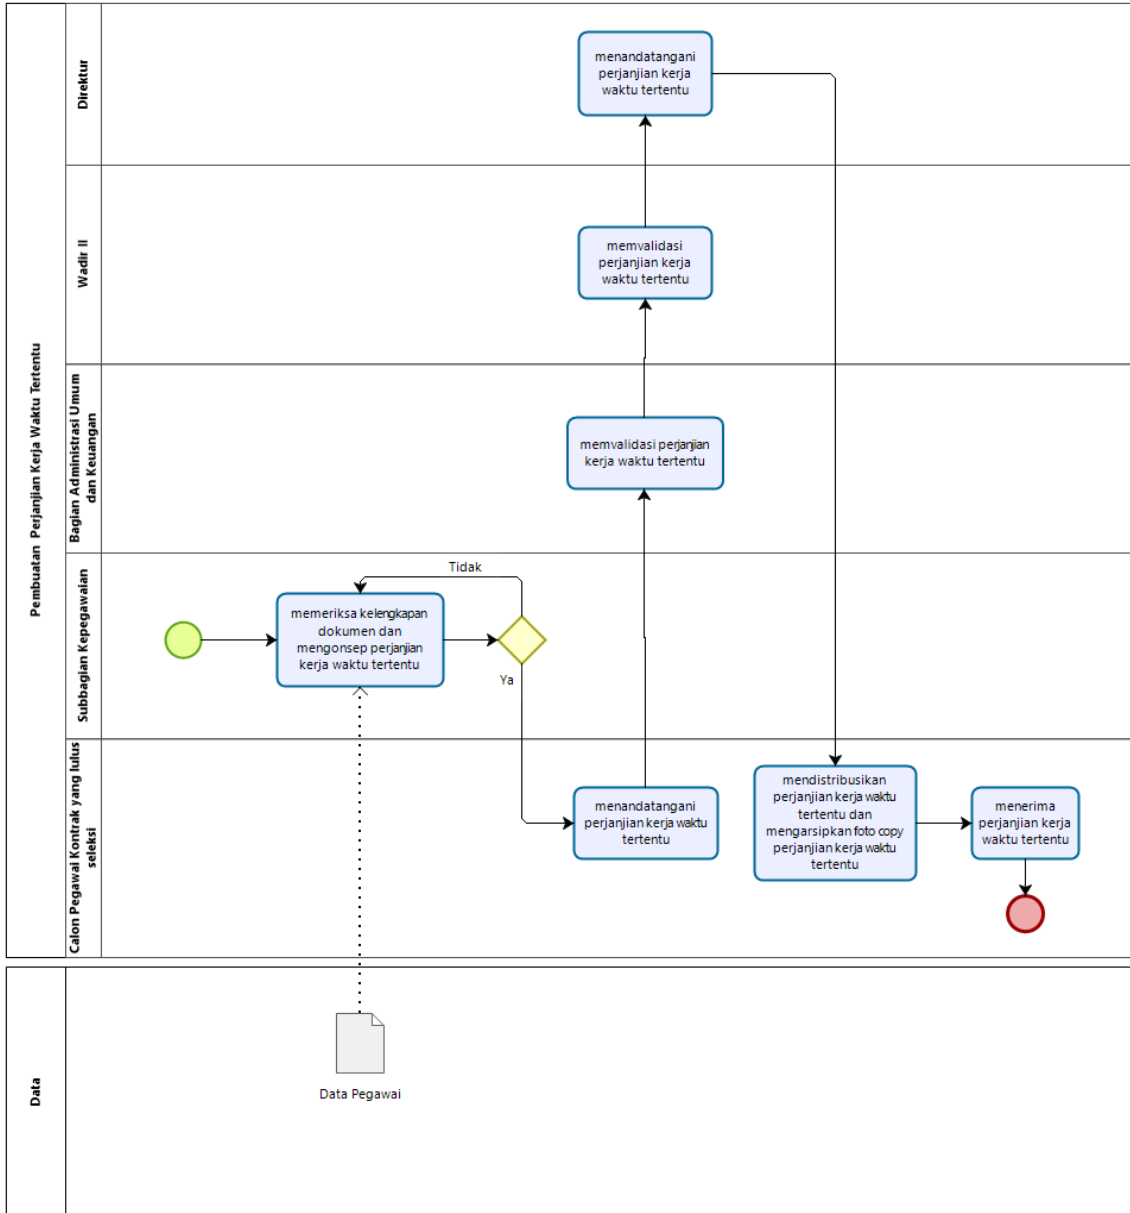 Pembuatan Perjanjian Kerja Waktu Tertentu
Direktur
menandatangani
perjanjian kerja
waktu tertentu
Wadir II
memvalidasi
perjanjian kerja
waktu tertentu
Bagian Administrasi Umum
dan Keuangan
memvalidasi perjanjian
kerja waktu tertentu
Subbagian Kepegawaian
memeriksa kelengkapan
dokumen dan
mengonsep perjanjian
kerja waktu tertentu
Tidak
Ya
Calon Pegawai Kontrak yang lulus
seleksi
menandatangani
perjanjian kerja waktu
tertentu
mendistribusikan
perjanjian kerja waktu
tertentu dan
mengarsipkan foto copy
perjanjian kerja waktu
tertentu
menerima
perjanjian kerja
waktu tertentu
Data
Data Pegawai